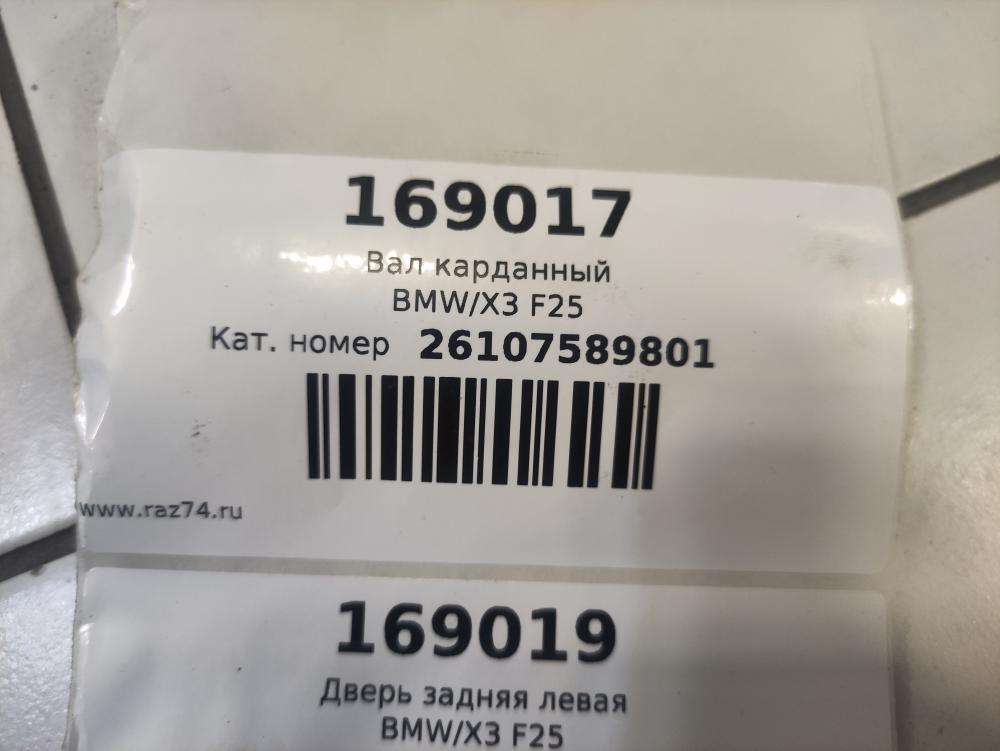 169017
Вал карданный
BMW/X3 F25
Кат. номер 26107589801
www.raz74.ru
169019
Дверь задняя левая
BMW/X3 F25